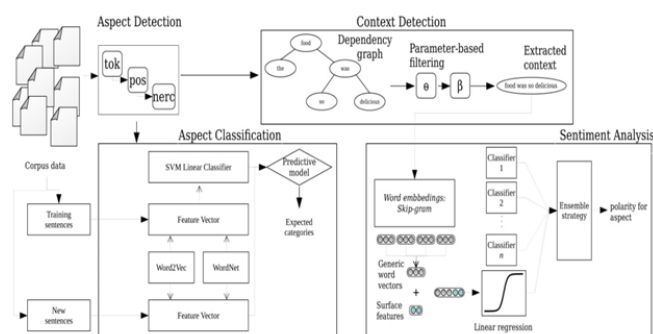 Aspect Detection
Context Detection
tok
pos
nerc
food
the
was
so
delicious
Dependency
graph
Parameter-based
filtering
θ
β
Extracted
context
food was so delicious
Corpus data
Training
sentences
New
sentences
Aspect Classification
SVM Linear Classifier
Feature Vector
Word2Vec
WordNet
Feature Vector
Predictive
model
Expected
categories
Sentiment Analysis
Word embbedings:
Skip-gram
Generic
word
vectors
+
Surface
features
Classifier
1
Classifier
2
Classifier
n
Linear regression
Ensemble
strategy
polarity for
aspect